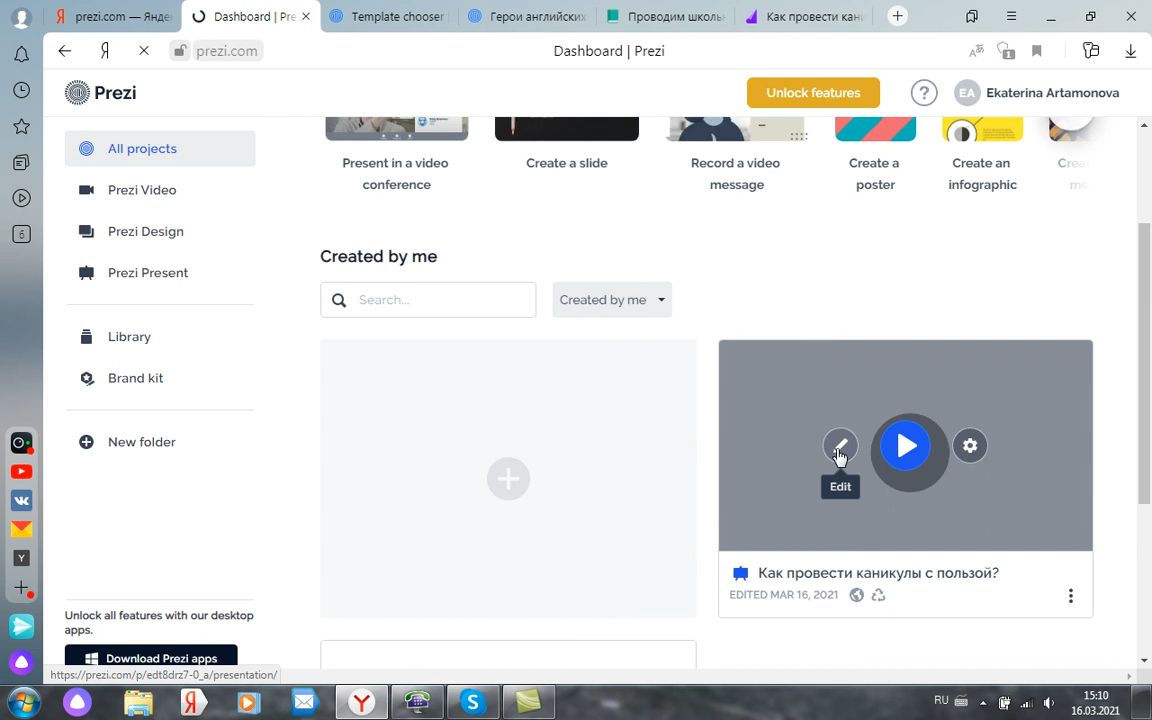 prezi.com — Янде
Dashboard | Pre
Template chooser
Герои английских
Проводим школьн
Как провести кани
prezi.com
Dashboard | Prezi
1
Prezi
Unlock features
?
EA
Ekaterina Artamonova
All projects
Prezi Video
Prezi Design
Prezi Present
Library
Brand kit
New folder
Unlock all features with our desktop
apps.
Download Prezi apps
Present in a video
conference
Create a slide
Record a video
message
Create a
poster
Create an
infographic
Created by me
Search...
Created by me
Edit
Как провести каникулы с пользой?
EDITED MAR 16, 2021
6
Y
https://prezi.com/p/edt8drz7-0_a/presentation/
RU
15:10
16.03.2021